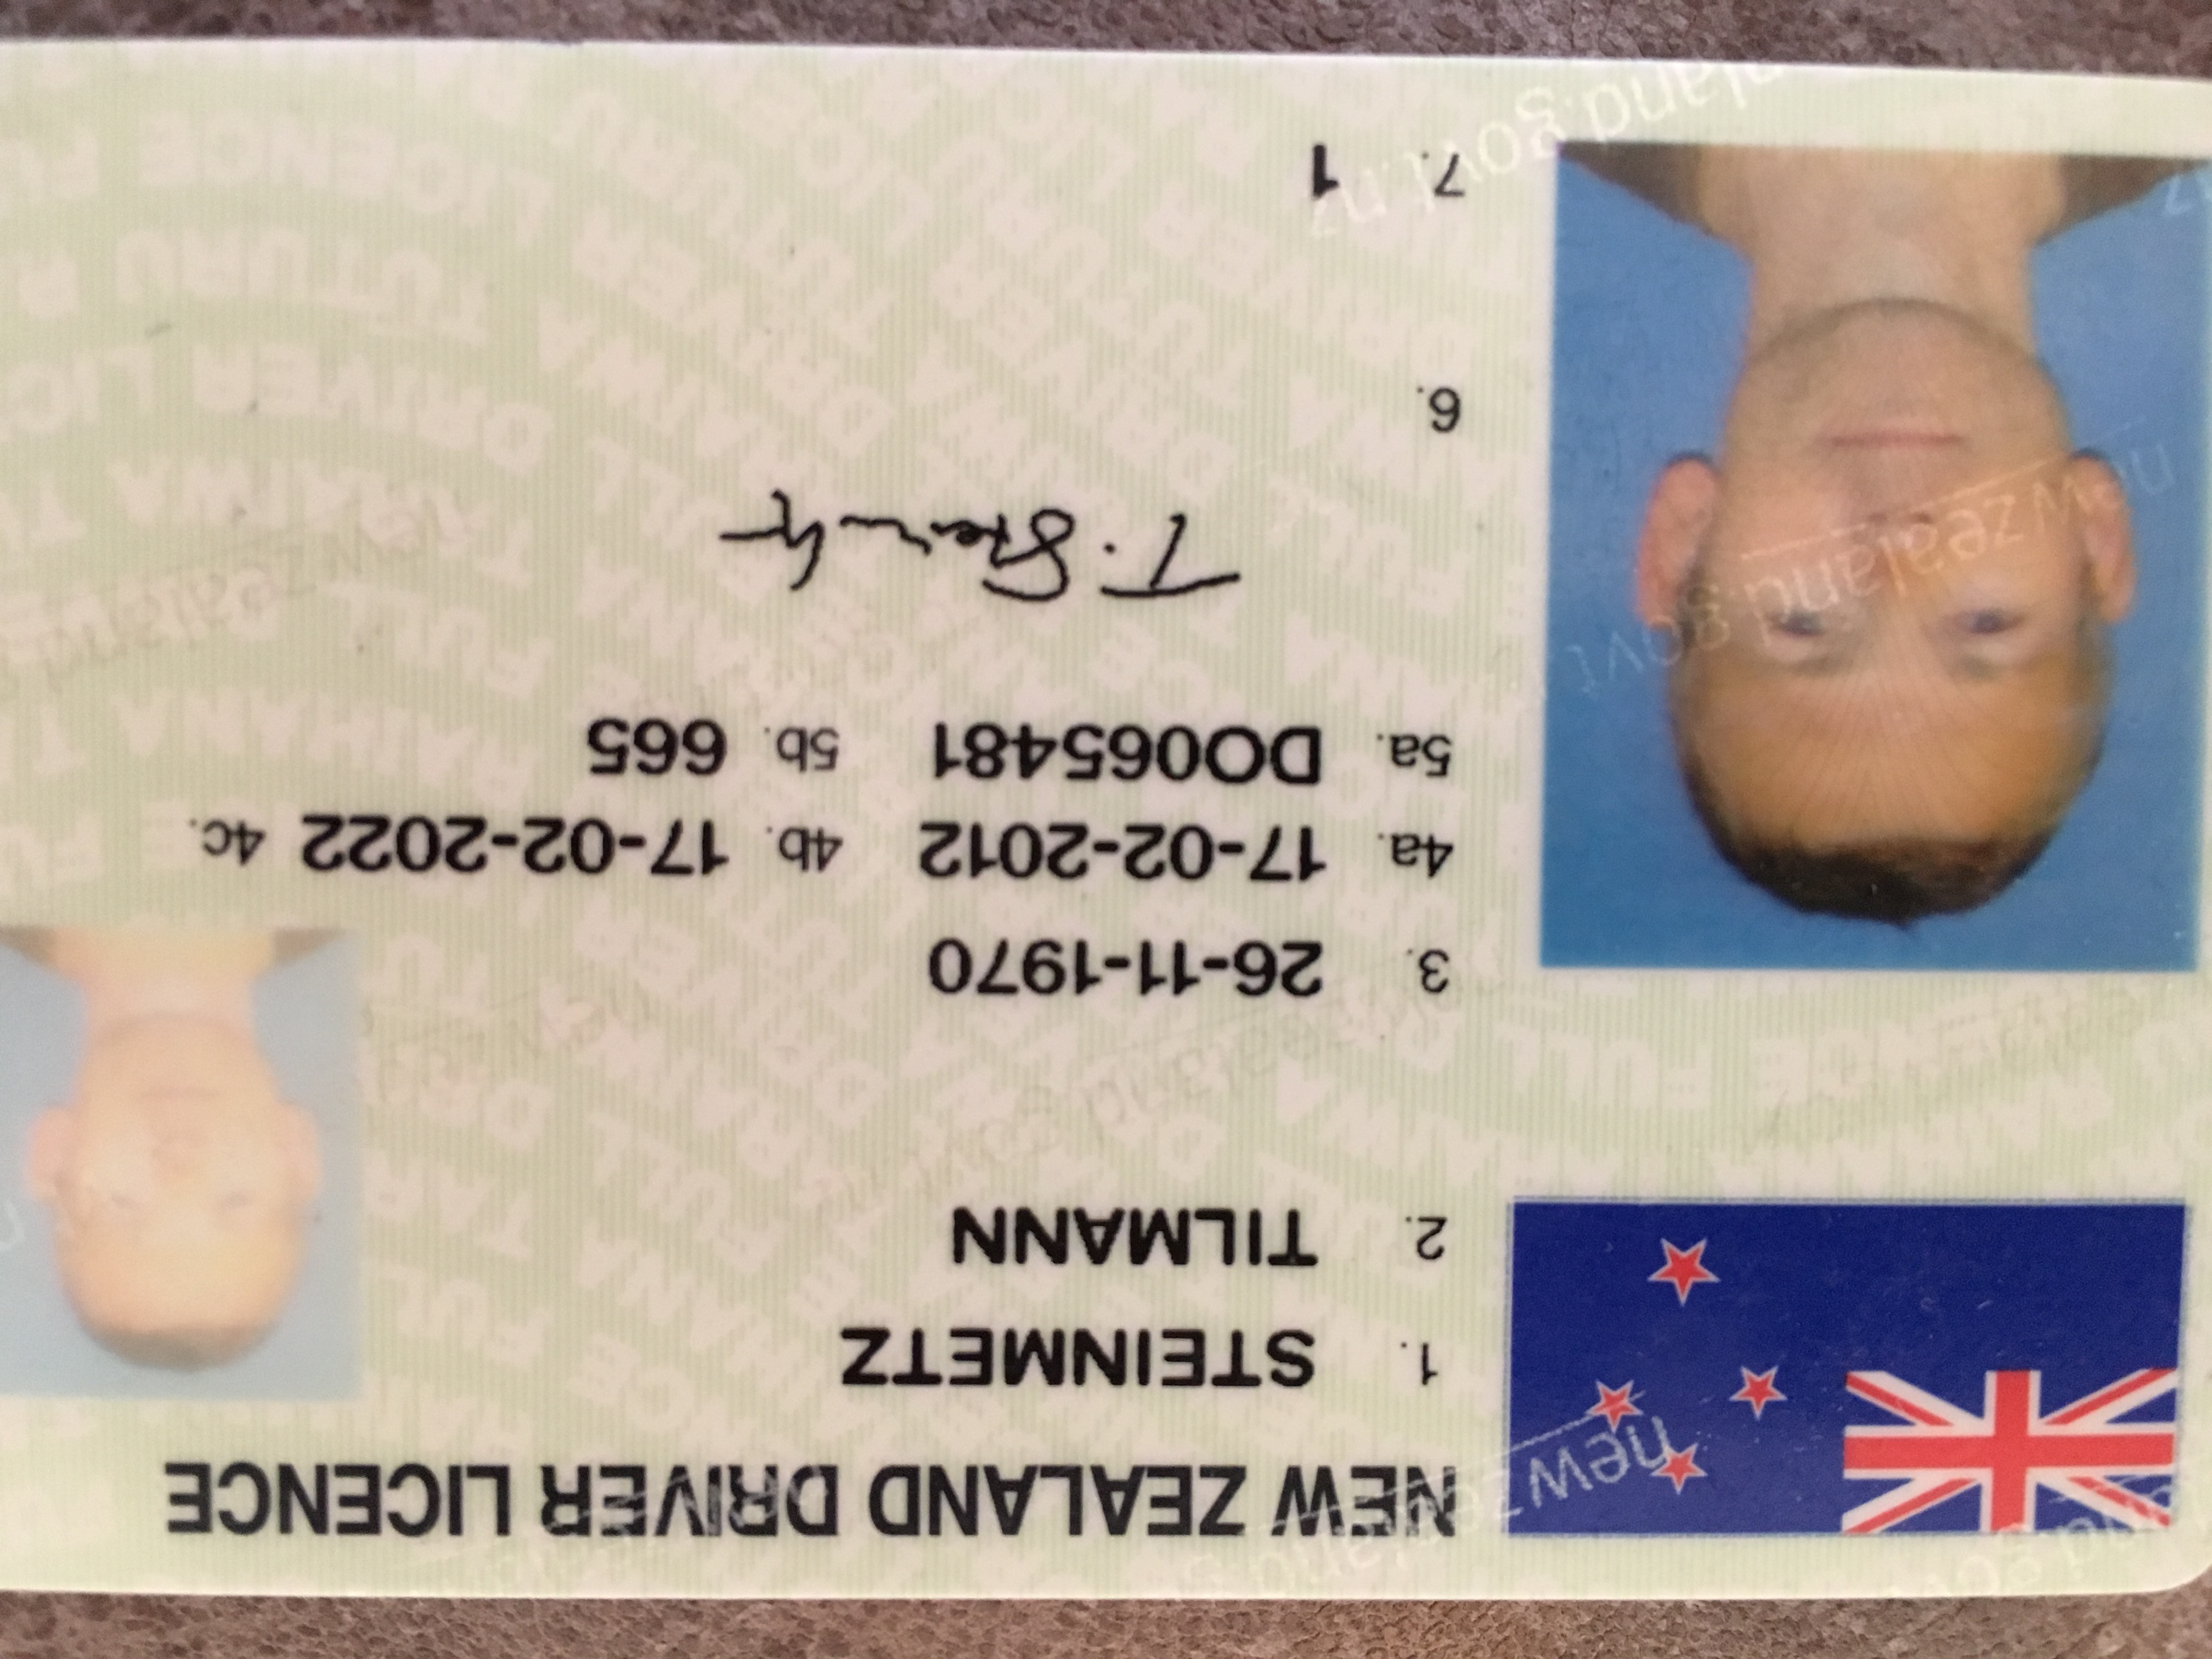 NEW ZEALAND DRIVER LICENCE
1. STEINMETZ
2. TILMANN
3. 26-11-1970
4a. 17-02-2012 4b. 17-02-2022 4c.
5a. DO065481 5b. 665
T. Steinmetz
6.
7. 1
newzealand.govt.nz